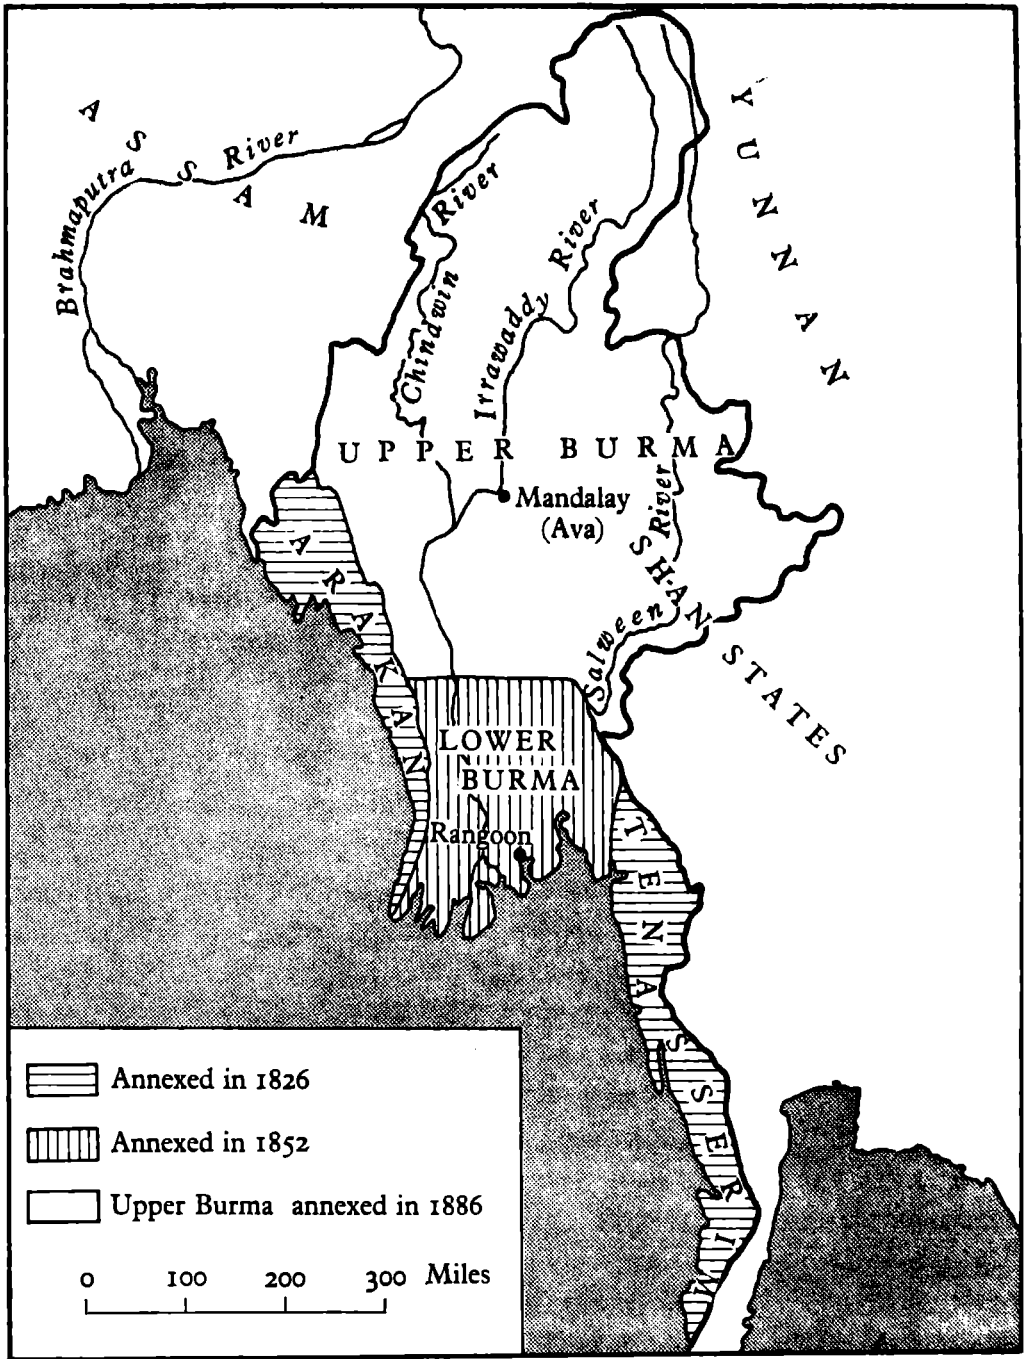 ASSAM
Brahmaputra River
YUNNAN
Chindwin River
Irrawaddy River
UPPER BURMA
Mandalay
(Ava)
Salween River
SHAN STATES
ARAKAN
LOWER
BURMA
Rangoon
TENASSERIM
Annexed in 1826
Annexed in 1852
Upper Burma annexed in 1886
0 100 200 300 Miles